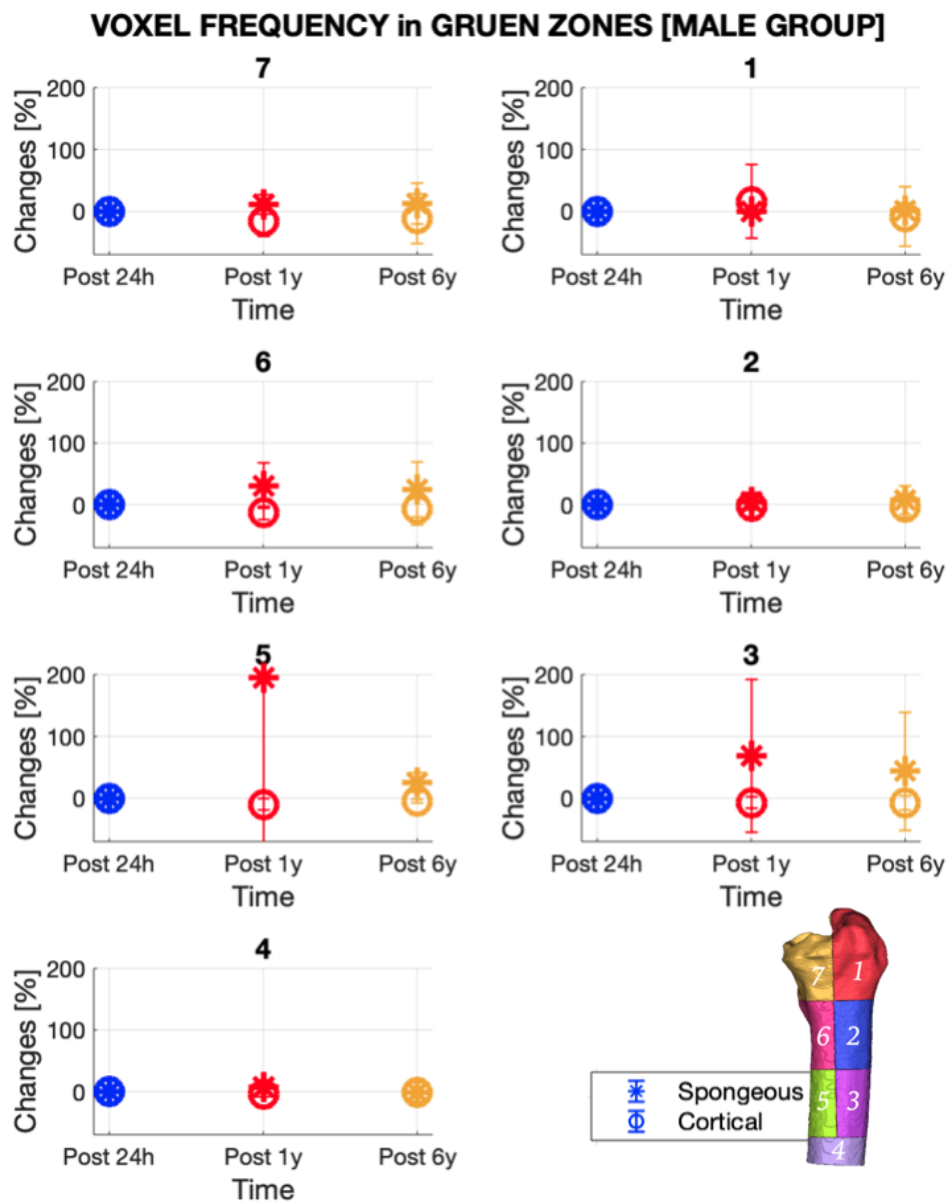 VOXEL FREQUENCY in GRUEN ZONES [MALE GROUP]
7
200
100
0
Changes [%]
Post 24h Post 1y Post 6y
Time
1
200
100
0
Changes [%]
Post 24h Post 1y Post 6y
Time
6
200
100
0
Changes [%]
Post 24h Post 1y Post 6y
Time
2
200
100
0
Changes [%]
Post 24h Post 1y Post 6y
Time
5
200
100
0
Changes [%]
Post 24h Post 1y Post 6y
Time
3
200
100
0
Changes [%]
Post 24h Post 1y Post 6y
Time
4
200
100
0
Changes [%]
Post 24h Post 1y Post 6y
Time
7 1
6 2
5 3
4
Spongeous
Cortical